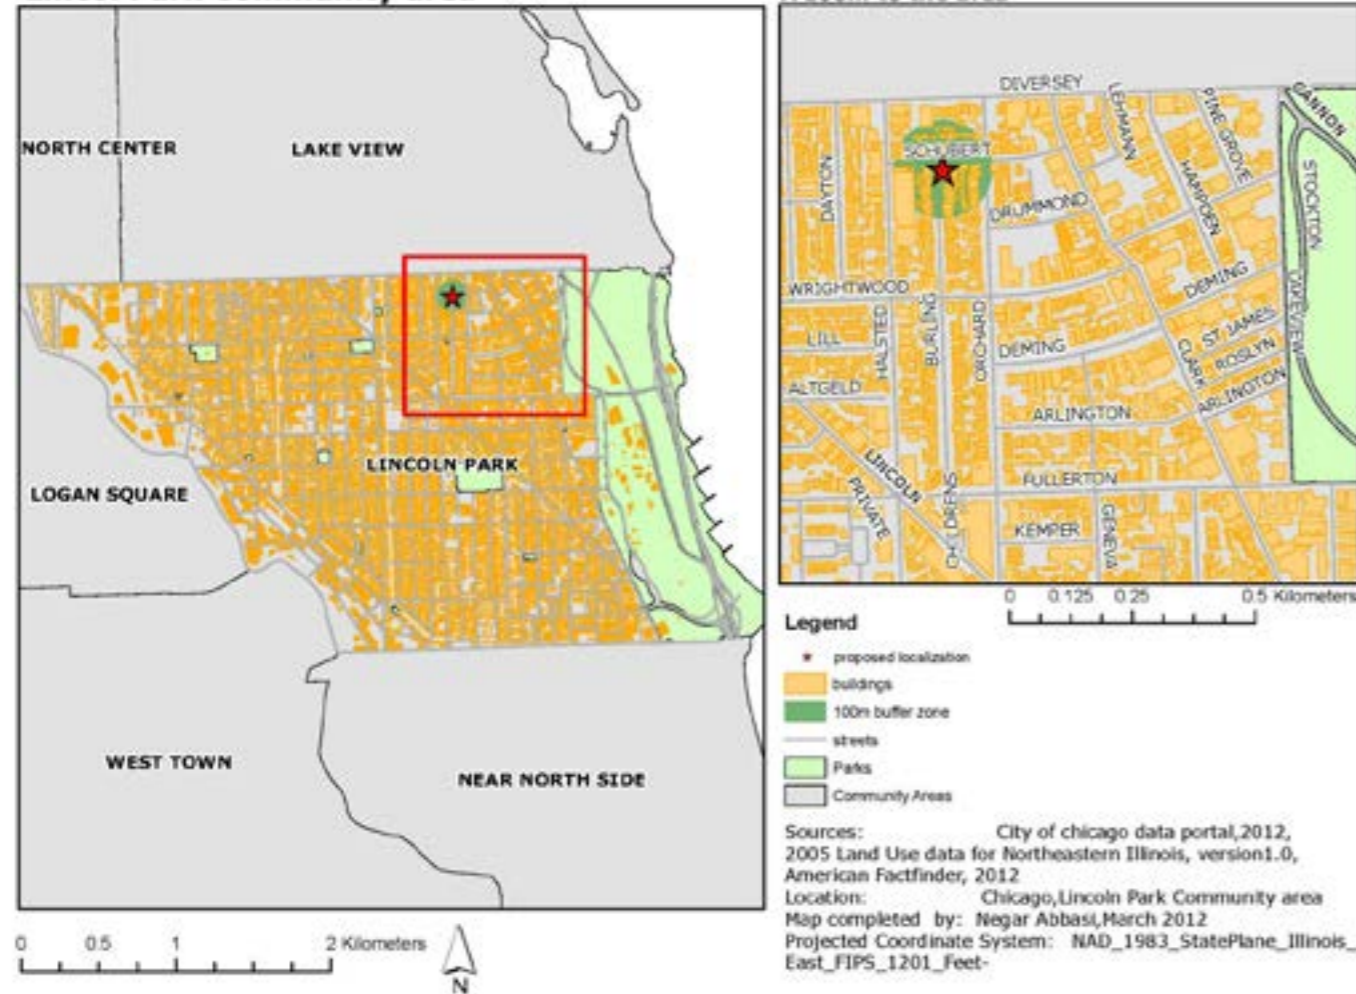 NORTH CENTER
LAKE VIEW
LINCOLN PARK
LOGAN SQUARE
WEST TOWN
NEAR NORTH SIDE
0 0.5 1 2 Kilometers
N
DIVERSEY
CANNON
LEHMANN
PINE GROVE
SCHUBERT
DAYTON
HAMPDEN
STOCKTON
DRUMMOND
WRIGHTWOOD
DEMING
LAKEVIEW
LILL
HALSTED
BURLING
ORCHARD
DEMING
ST JAMES
CLARK
ROSLYN
ALTGELD
ARLINGTON
ARLINGTON
LINCOLN
FULLERTON
PRIVATE
CHILDRENS
KEMPER
GENEVA
0 0.125 0.25 0.5 Kilometers
Legend
proposed localization
buildings
100m buffer zone
streets
Parks
Community Areas
Sources: City of chicago data portal,2012,
2005 Land Use data for Northeastern Illinois, version1.0,
American Factfinder, 2012
Location: Chicago,Lincoln Park Community area
Map completed by: Negar Abbasi,March 2012
Projected Coordinate System: NAD_1983_StatePlane_Illinois_
East_FIPS_1201_Feet-